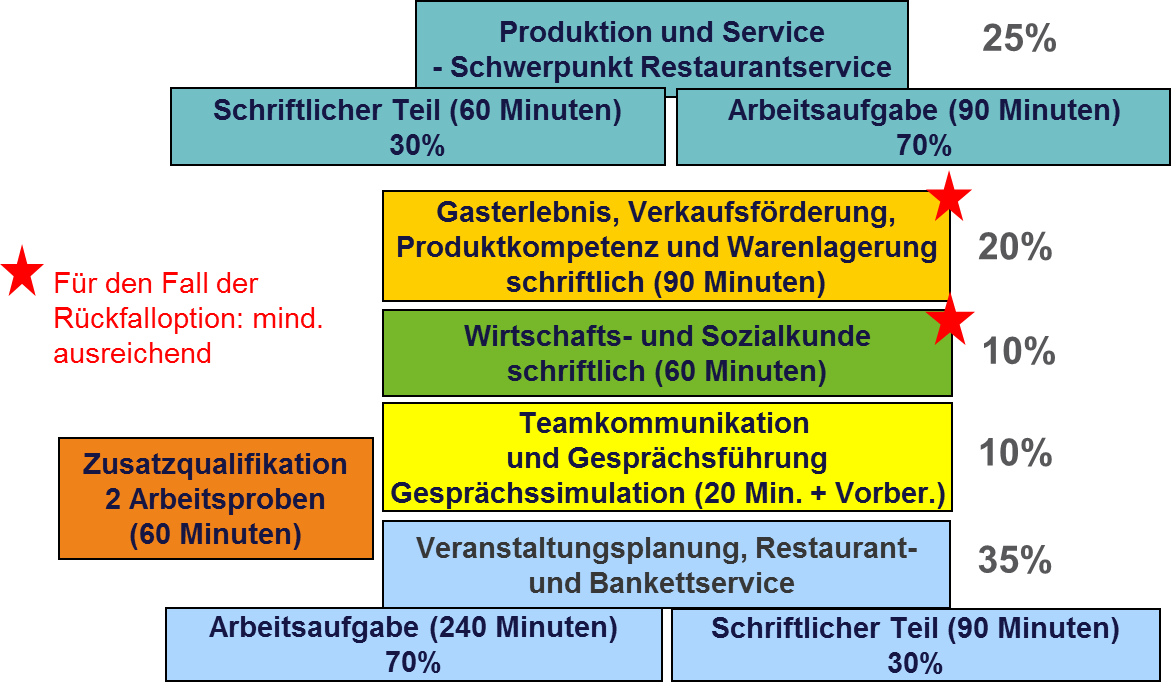 Produktion und Service
- Schwerpunkt Restaurantservice
25%
Schriftlicher Teil (60 Minuten)
30%
Arbeitsaufgabe (90 Minuten)
70%
Gasterlebnis, Verkaufsförderung,
Produktkompetenz und Warenlagerung
schriftlich (90 Minuten)
20%
Für den Fall der
Rückfalloption: mind.
ausreichend
Wirtschafts- und Sozialkunde
schriftlich (60 Minuten)
10%
Teamkommunikation
und Gesprächsführung
Gesprächssimulation (20 Min. + Vorber.)
10%
Zusatzqualifikation
2 Arbeitsproben
(60 Minuten)
Veranstaltungsplanung, Restaurant-
und Bankettservice
35%
Arbeitsaufgabe (240 Minuten)
70%
Schriftlicher Teil (90 Minuten)
30%